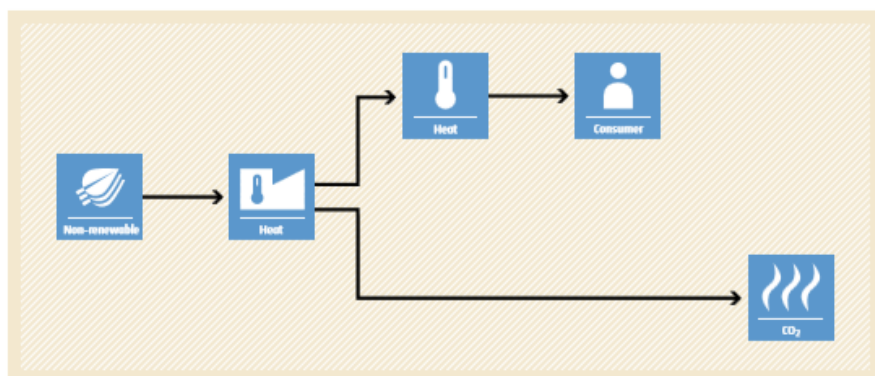 Heat
Consumer
Non-renewable
Heat
CO₂